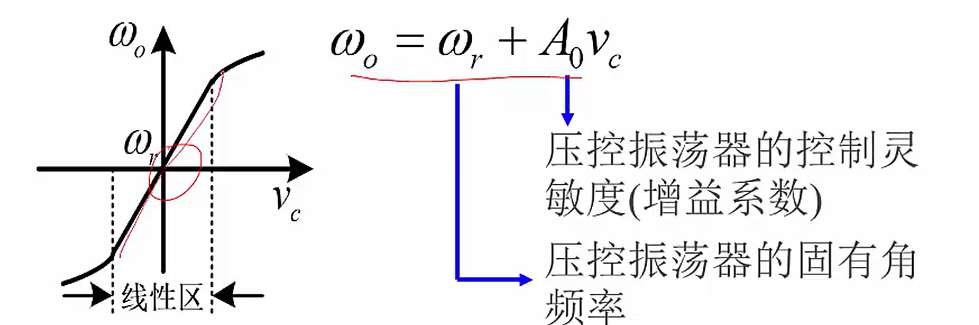 ωo
ωo = ωr + A0vc
ωr
vc
压控振荡器的控制灵
敏度(增益系数)
压控振荡器的固有角
频率
线性区